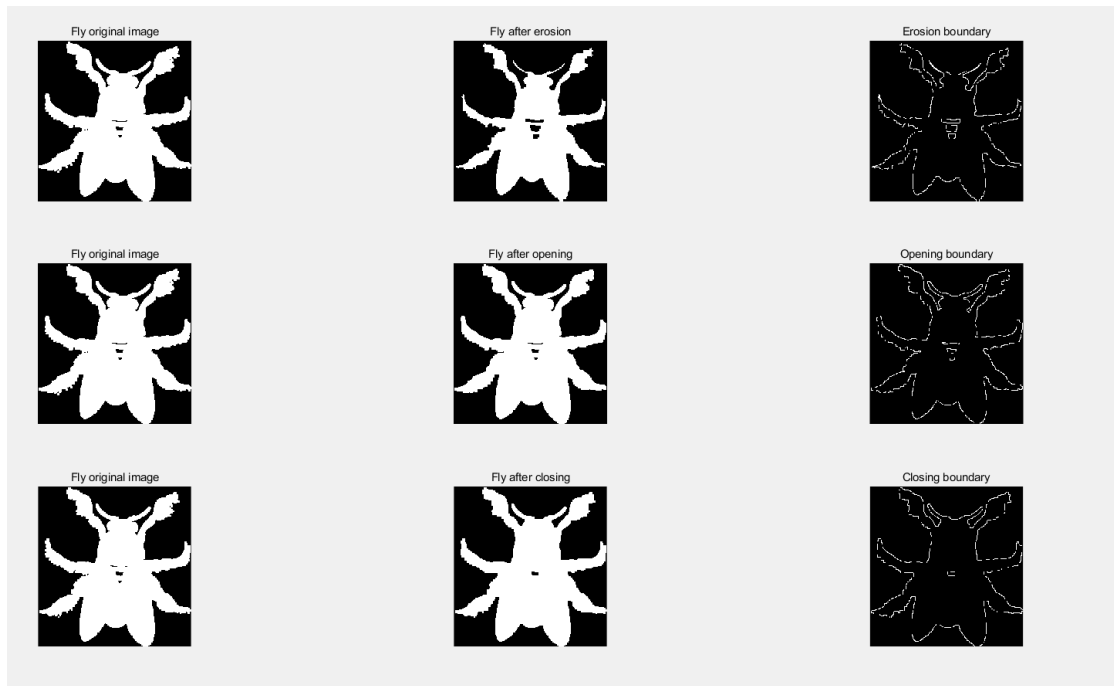 Fly original image
Fly after erosion
Erosion boundary
Fly original image
Fly after opening
Opening boundary
Fly original image
Fly after closing
Closing boundary